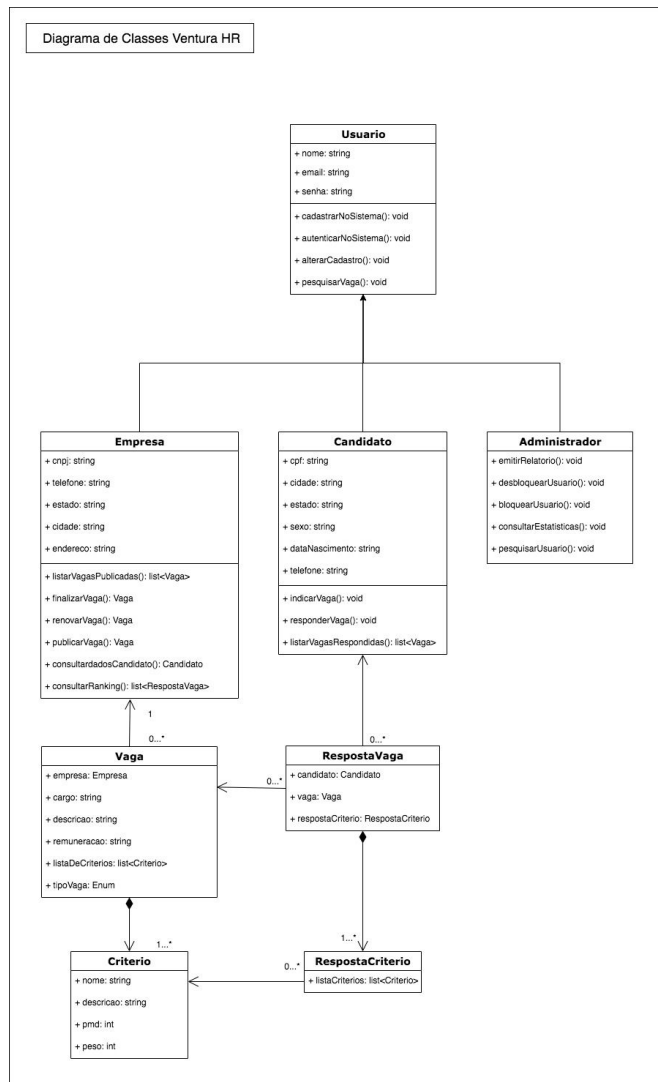 Diagrama de Classes Ventura HR
Usuario
+ nome: string
+ email: string
+ senha: string
+ cadastrarNoSistema(): void
+ autenticarNoSistema(): void
+ alterarCadastro(): void
+ pesquisarVaga(): void
Empresa
+ cnpj: string
+ telefone: string
+ estado: string
+ cidade: string
+ endereco: string
+ listarVagasPublicadas(): list<Vaga>
+ finalizarVaga(): Vaga
+ renovarVaga(): Vaga
+ publicarVaga(): Vaga
+ consultardadosCandidato(): Candidato
+ consultarRanking(): list<RespostaVaga>
Candidato
+ cpf: string
+ cidade: string
+ estado: string
+ sexo: string
+ dataNascimento: string
+ telefone: string
+ indicarVaga(): void
+ responderVaga(): void
+ listarVagasRespondidas(): list<Vaga>
Administrador
+ emitirRelatorio(): void
+ desbloquearUsuario(): void
+ bloquearUsuario(): void
+ consultarEstatisticas(): void
+ pesquisarUsuario(): void
1
0...*
0...*
Vaga
+ empresa: Empresa
+ cargo: string
+ descricao: string
+ remuneracao: string
+ listaDeCriterios: list<Criterio>
+ tipoVaga: Enum
0...*
RespostaVaga
+ candidato: Candidato
+ vaga: Vaga
+ respostaCriterio: RespostaCriterio
1...*
1...*
Criterio
+ nome: string
+ descricao: string
+ pmd: int
+ peso: int
0...*
RespostaCriterio
+ listaCriterios: list<Criterio>